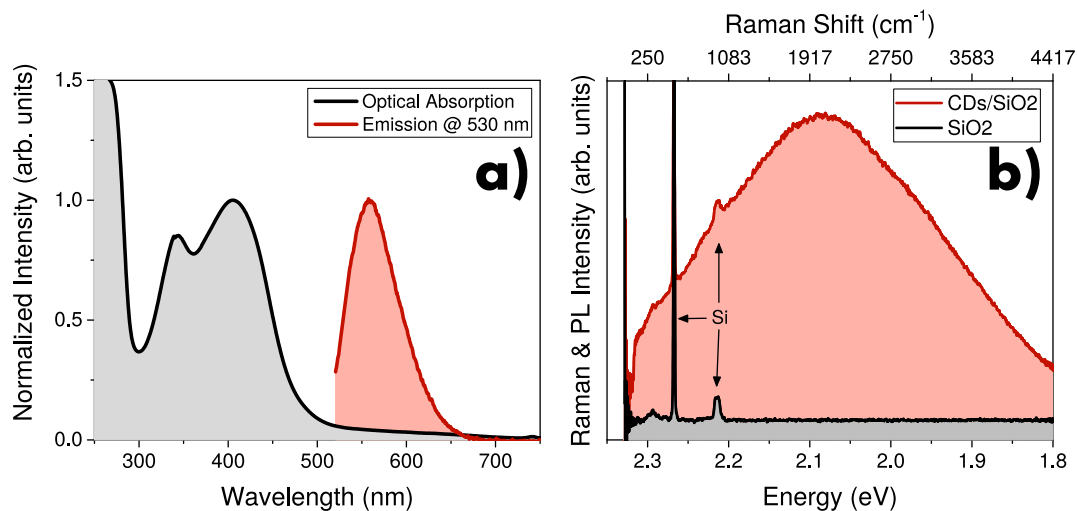 1.5
1.0
0.5
0.0
300
400
500
600
700
Normalized Intensity (arb. units)
Wavelength (nm)
Optical Absorption
Emission @ 530 nm
a)
Raman Shift (cm⁻¹)
250
1083
1917
2750
3583
4417
Raman & PL Intensity (arb. units)
CDs/SiO2
SiO2
b)
Si
2.3
2.2
2.1
2.0
1.9
1.8
Energy (eV)